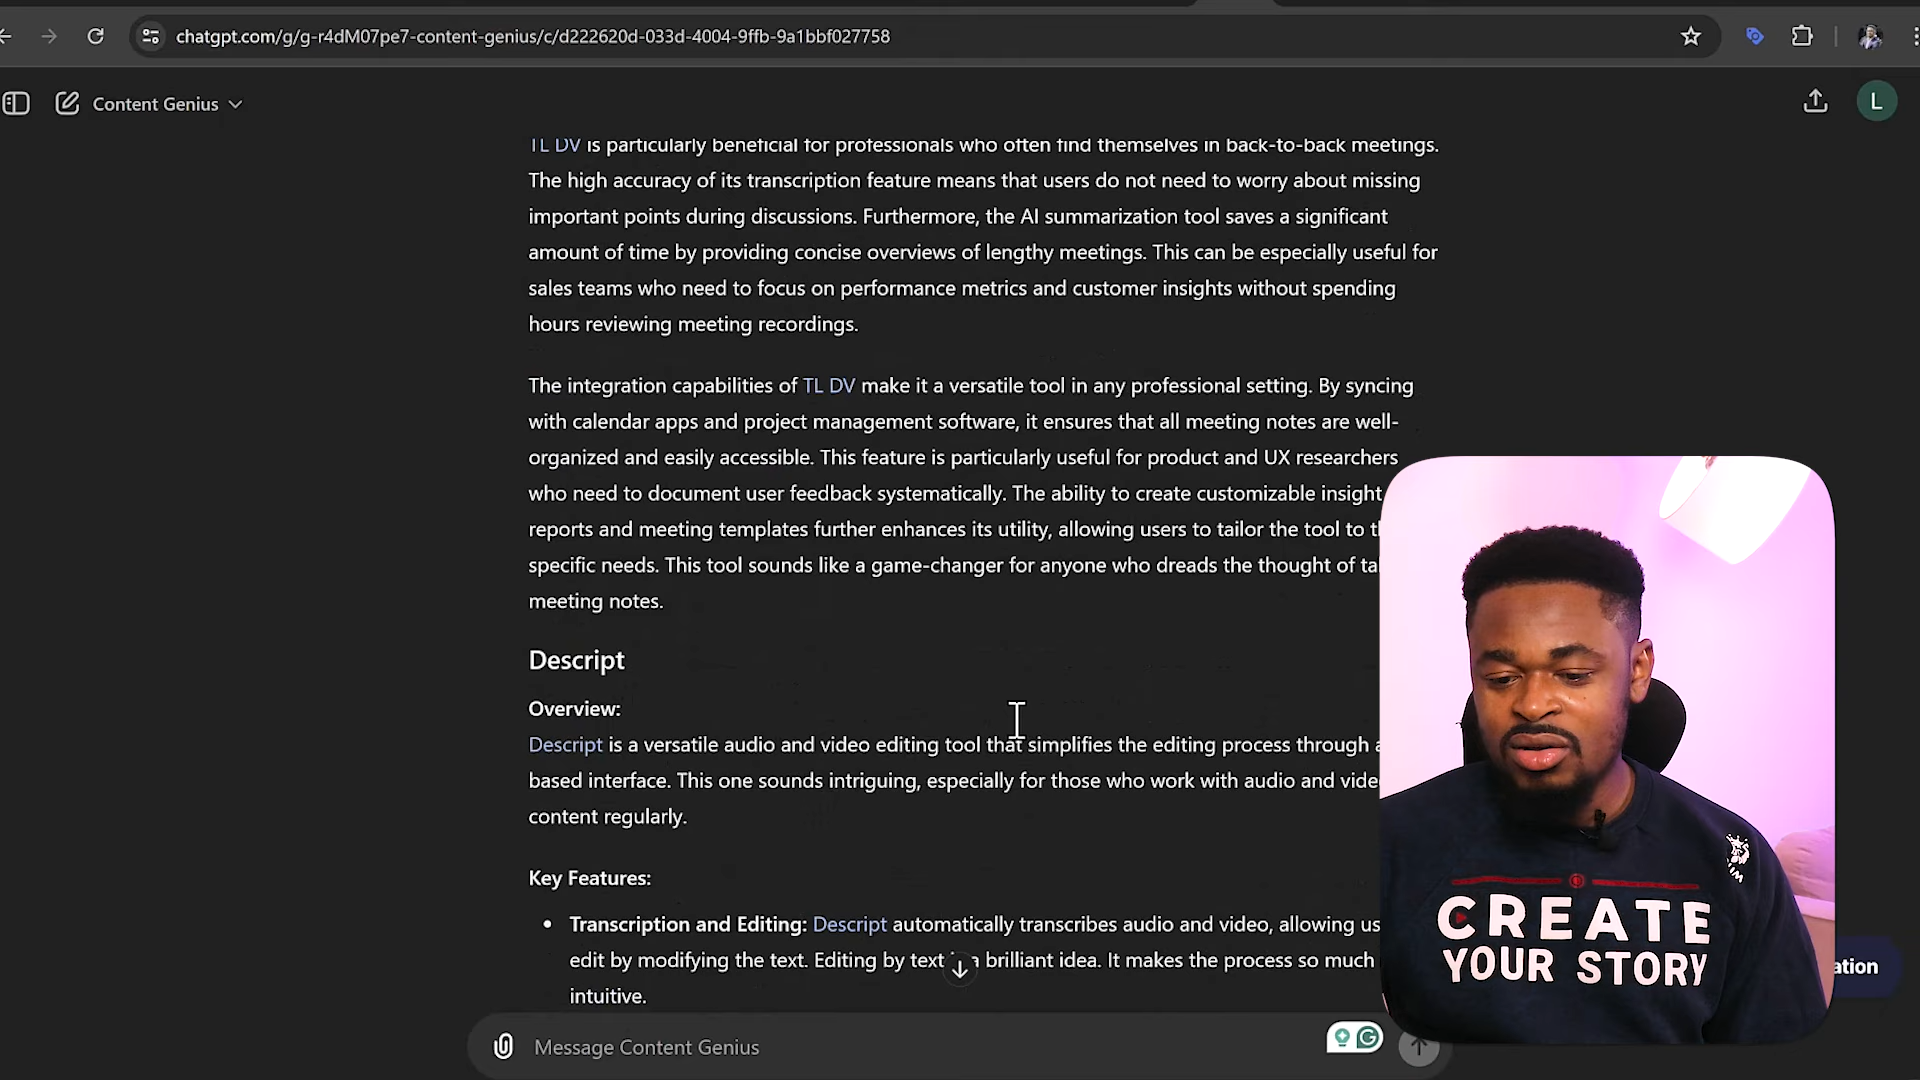 chatgpt.com/g/g-r4dM07pe7-content-genius/c/d222620d-033d-4004-9ffb-9a1bbf027758
Content Genius
L
TL DV is particularly beneficial for professionals who often find themselves in back-to-back meetings.
The high accuracy of its transcription feature means that users do not need to worry about missing
important points during discussions. Furthermore, the AI summarization tool saves a significant
amount of time by providing concise overviews of lengthy meetings. This can be especially useful for
sales teams who need to focus on performance metrics and customer insights without spending
hours reviewing meeting recordings.
The integration capabilities of TL DV make it a versatile tool in any professional setting. By syncing
with calendar apps and project management software, it ensures that all meeting notes are well-
organized and easily accessible. This feature is particularly useful for product and UX researchers
who need to document user feedback systematically. The ability to create customizable insight
reports and meeting templates further enhances its utility, allowing users to tailor the tool to
specific needs. This tool sounds like a game-changer for anyone who dreads the thought of
meeting notes.
Descript
Overview:
Descript is a versatile audio and video editing tool that simplifies the editing process through
based interface. This one sounds intriguing, especially for those who work with audio and
content regularly.
Key Features:
• Transcription and Editing: Descript automatically transcribes audio and video, allowing
edit by modifying the text. Editing by text a brilliant idea. It makes the process so much
intuitive.
Message Content Genius
CREATE
YOUR STORY